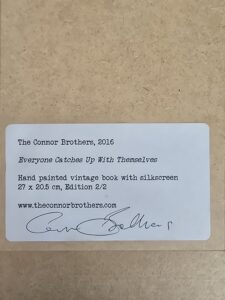 The Connor Brothers, 2016
Everyone Catches Up With Themselves
Hand painted vintage book with silkscreen
27 x 20.5 cm, Edition 2/2
www.theconnorbrothers.com